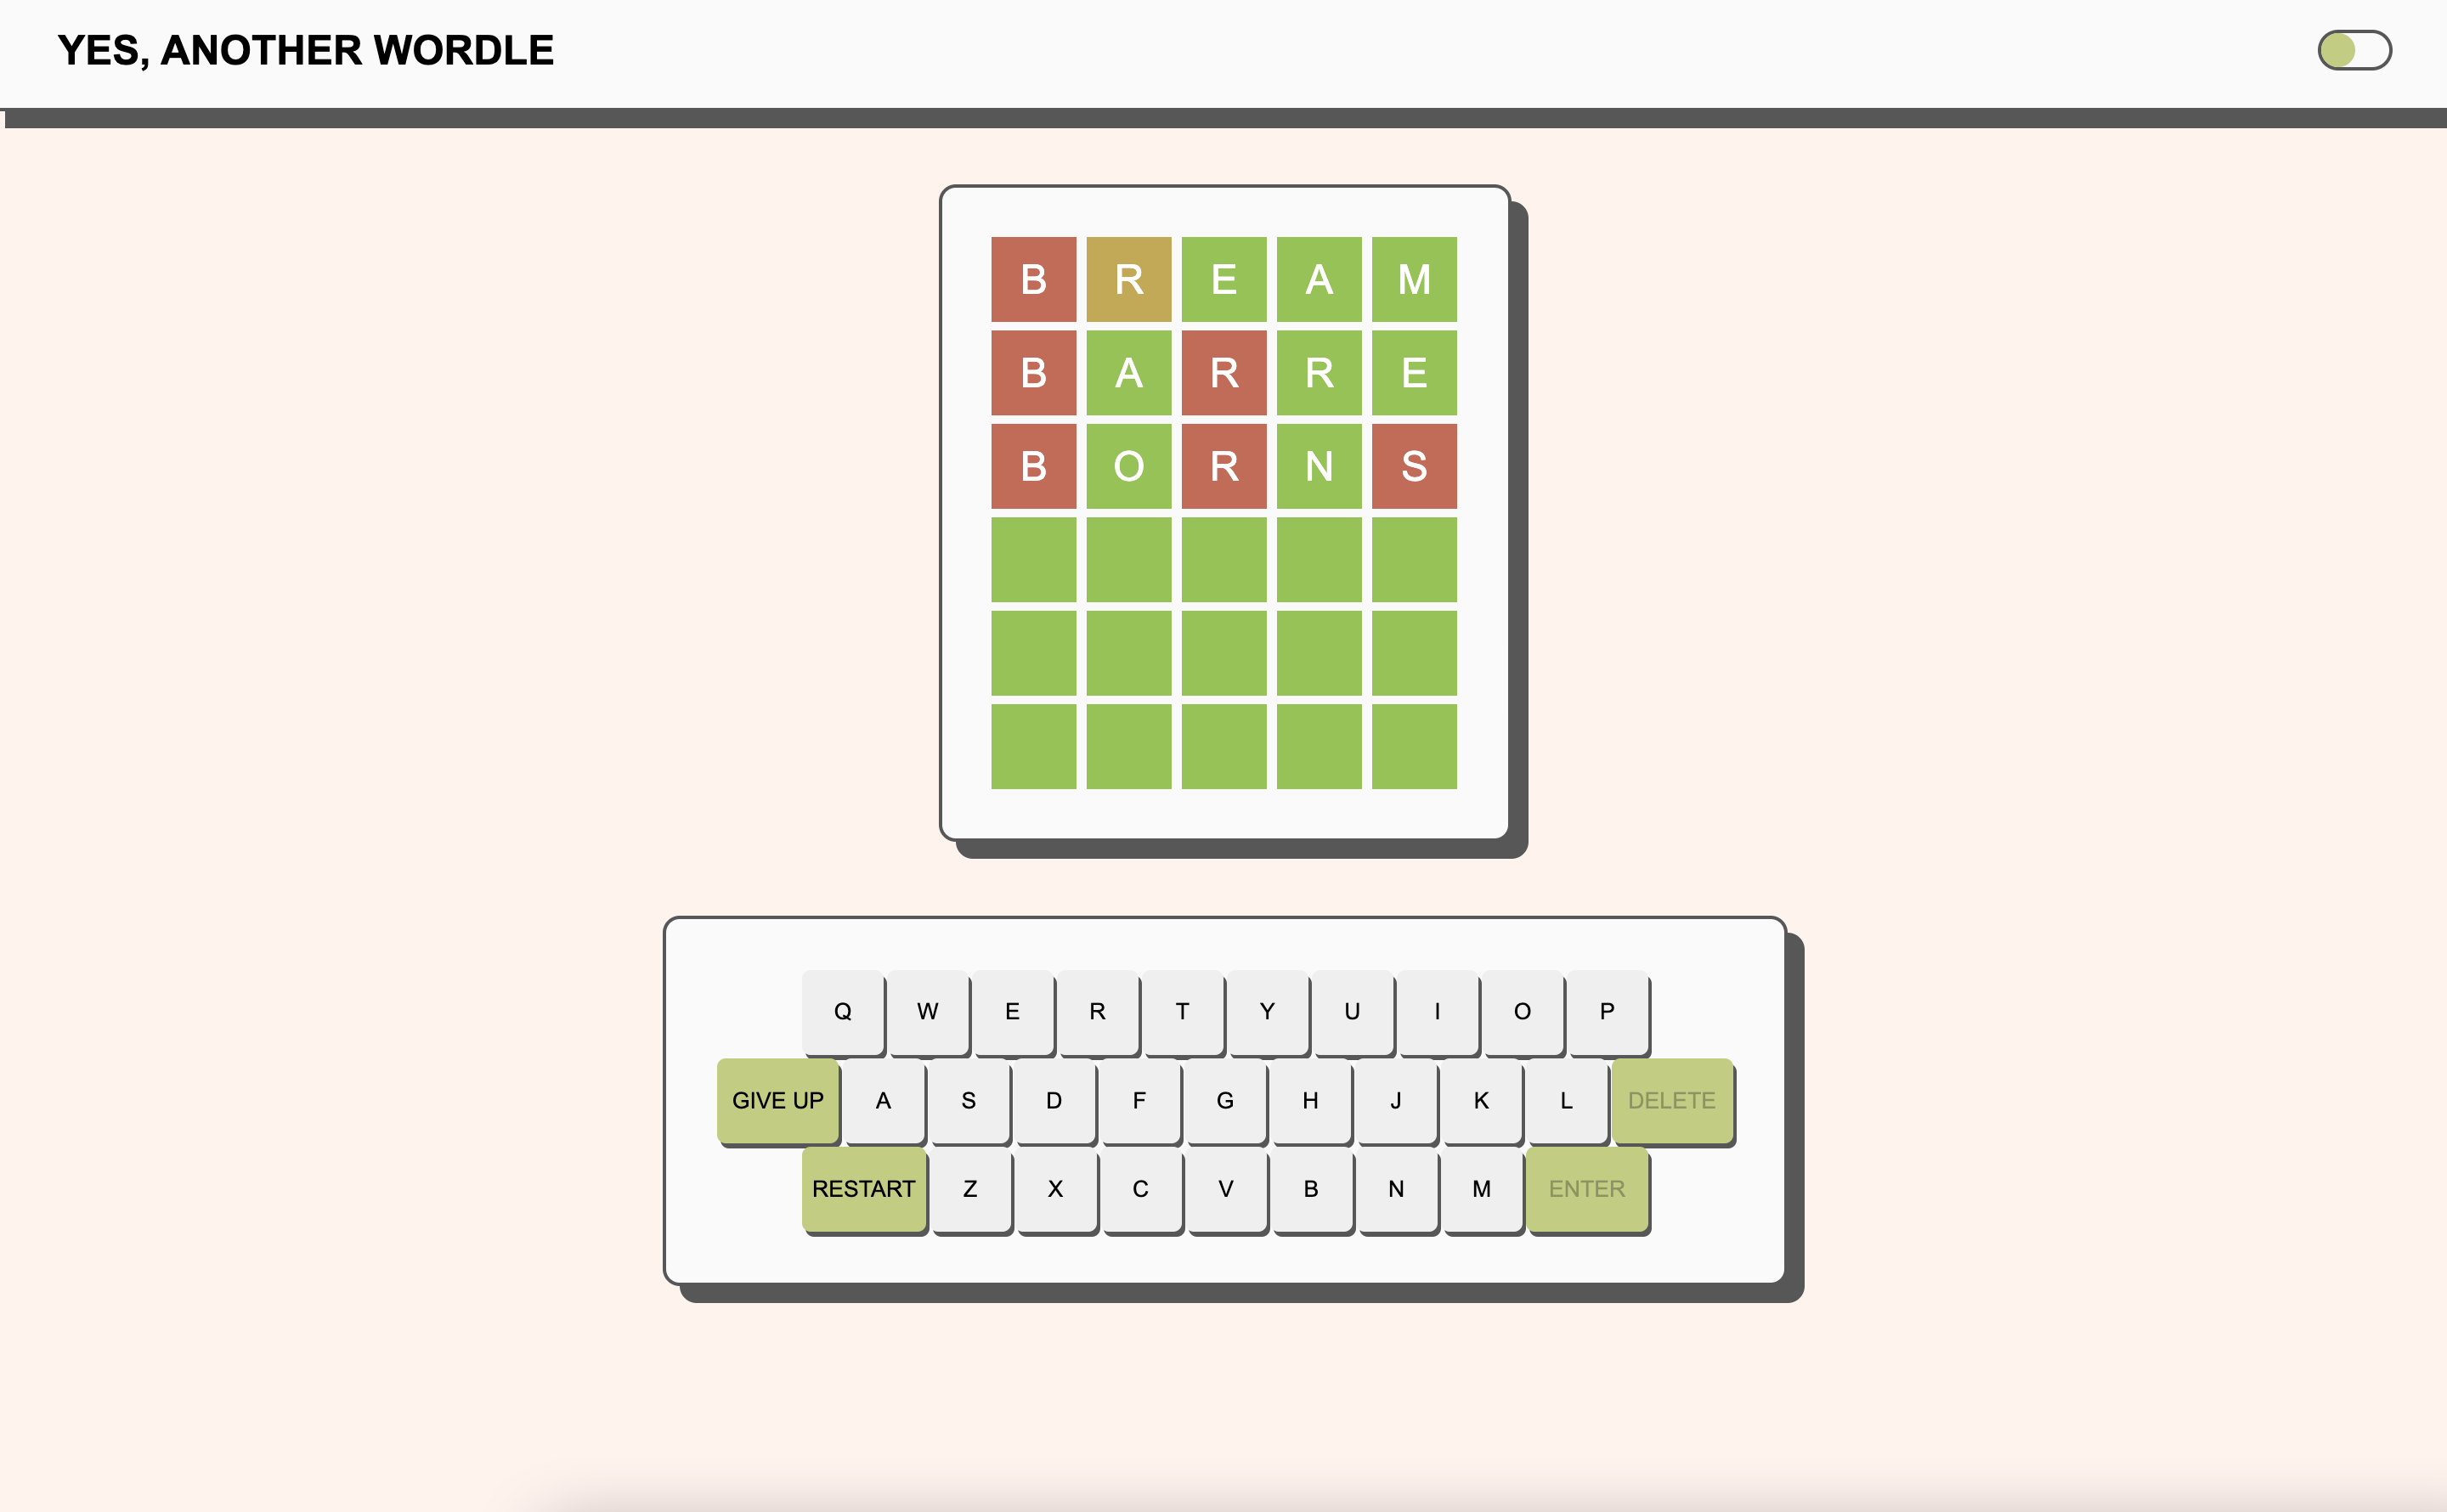 YES, ANOTHER WORDLE
B R E A M
B A R R E
B O R N S
Q W E R T Y U I O P
GIVE UP A S D F G H J K L DELETE
RESTART Z X C V B N M ENTER